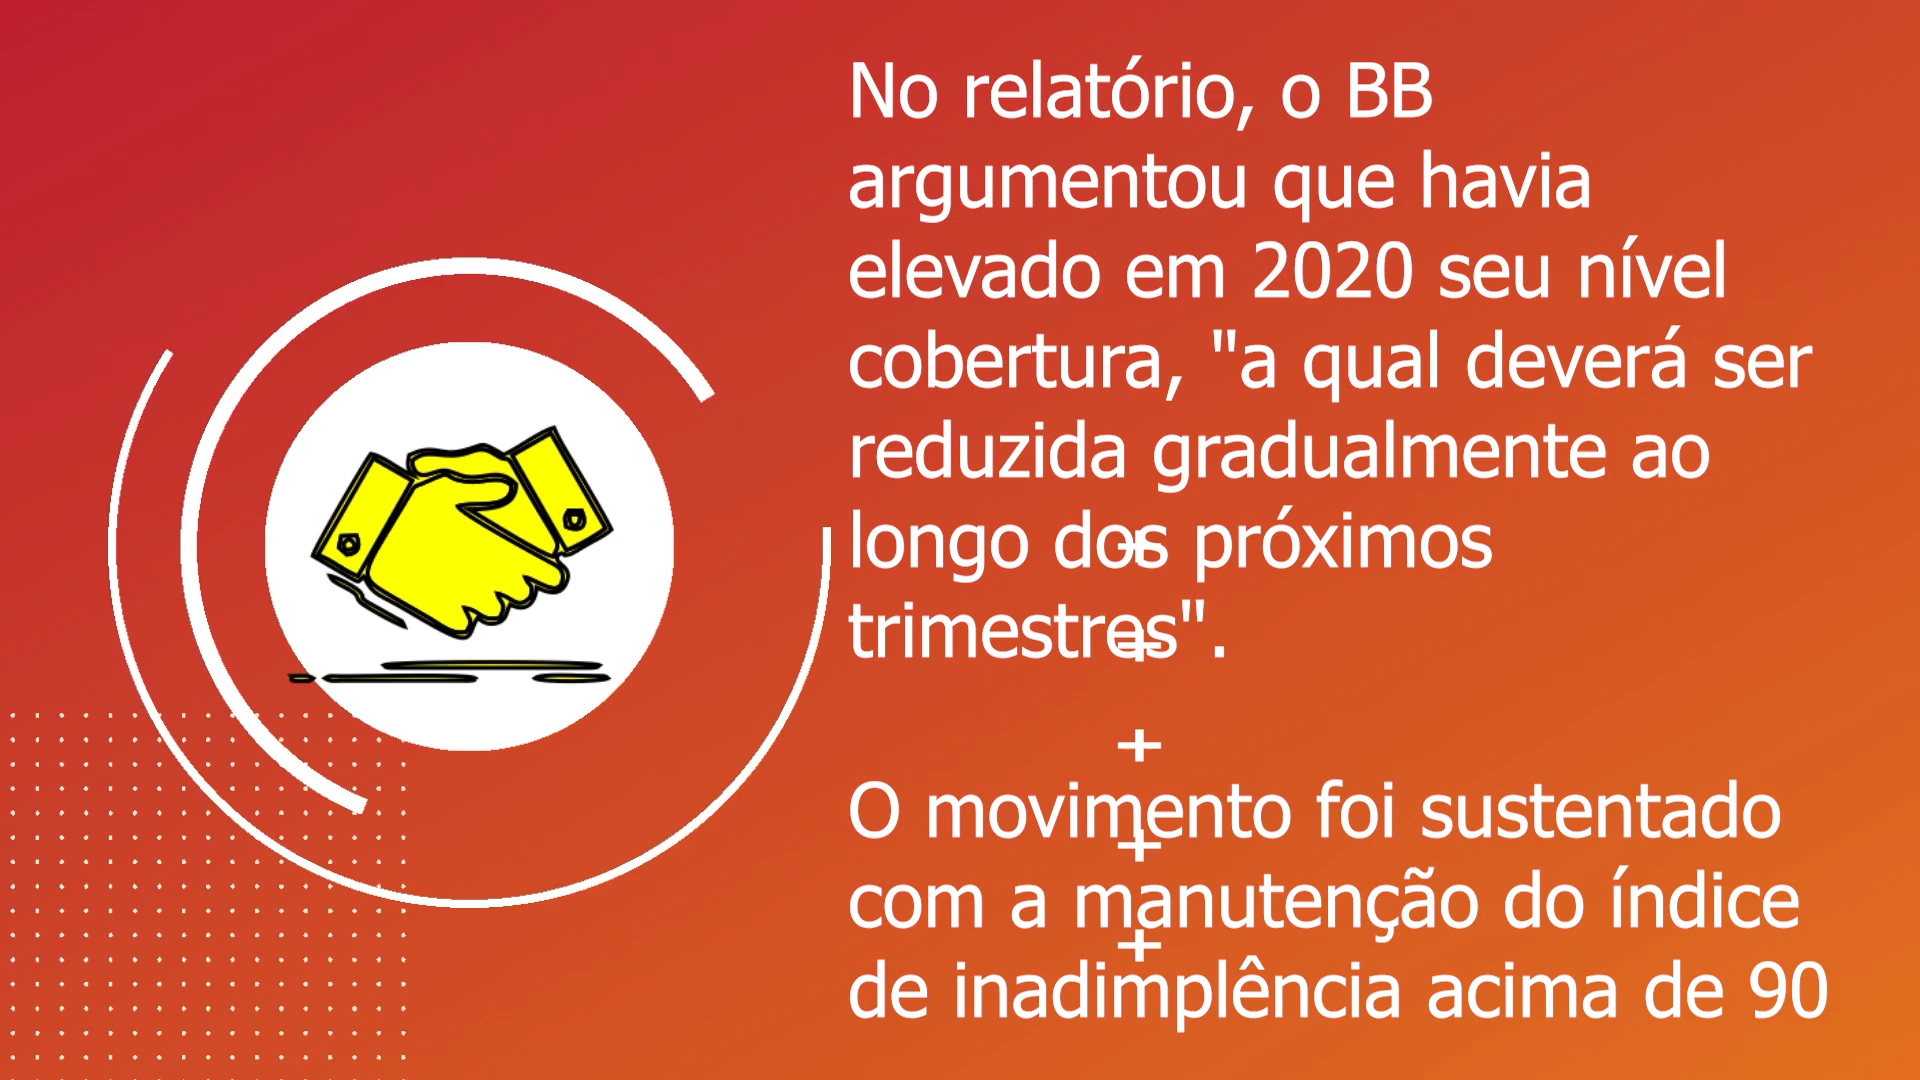 No relatório, o BB
argumentou que havia
elevado em 2020 seu nível
cobertura, "a qual deverá ser
reduzida gradualmente ao
longo dos próximos
trimestres".
O movimento foi sustentado
com a manutenção do índice
de inadimplência acima de 90